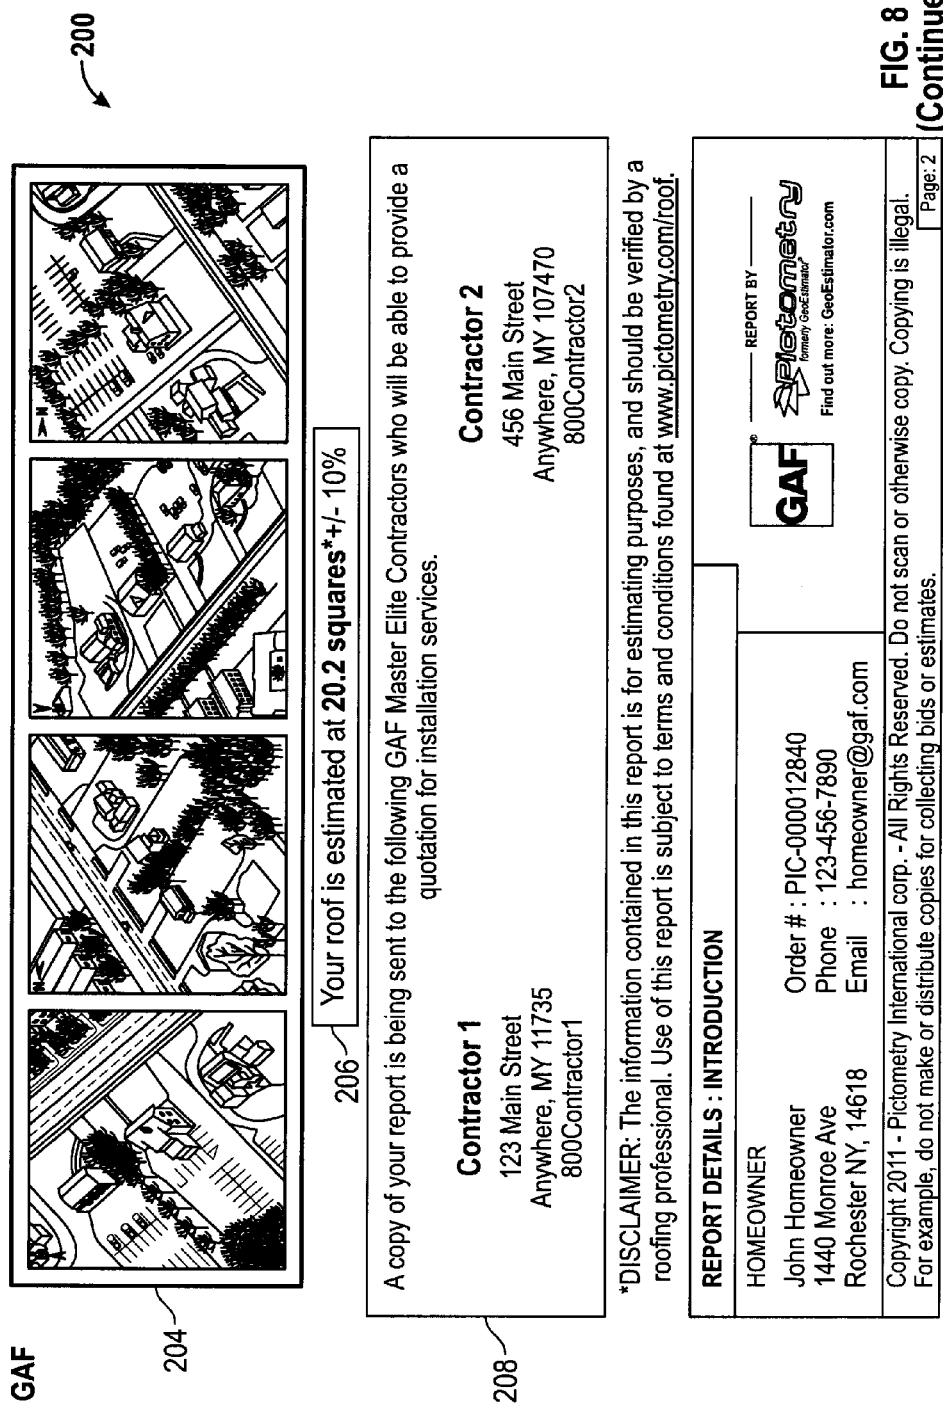 GAF
200
204
N
206
Your roof is estimated at 20.2 squares*+/- 10%
208
A copy of your report is being sent to the following GAF Master Elite Contractors who will be able to provide a
quotation for installation services.
Contractor 1
123 Main Street
Anywhere, MY 11735
800Contractor1
Contractor 2
456 Main Street
Anywhere, MY 107470
800Contractor2
*DISCLAIMER: The information contained in this report is for estimating purposes, and should be verified by a
roofing professional. Use of this report is subject to terms and conditions found at www.pictometry.com/roof.
REPORT DETAILS : INTRODUCTION
HOMEOWNER
John Homeowner
1440 Monroe Ave
Rochester NY, 14618
Order # : PIC-000012840
Phone : 123-456-7890
Email : homeowner@gaf.com
GAF®
REPORT BY
Pictometry
formerly GeoEstimator®
Find out more: GeoEstimator.com
Copyright 2011 - Pictometry International corp. - All Rights Reserved. Do not scan or otherwise copy. Copying is illegal.
For example, do not make or distribute copies for collecting bids or estimates.
Page: 2
FIG. 8
(Continue